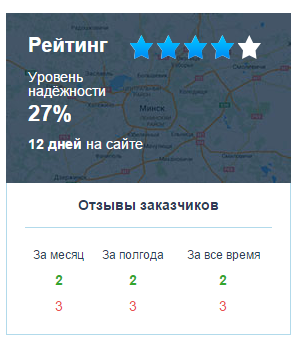 Рейтинг
Уровень
надёжности
27%
Минск
12 дней на сайте
Отзывы заказчиков
За месяц За полгода За все время
2 2 2
3 3 3